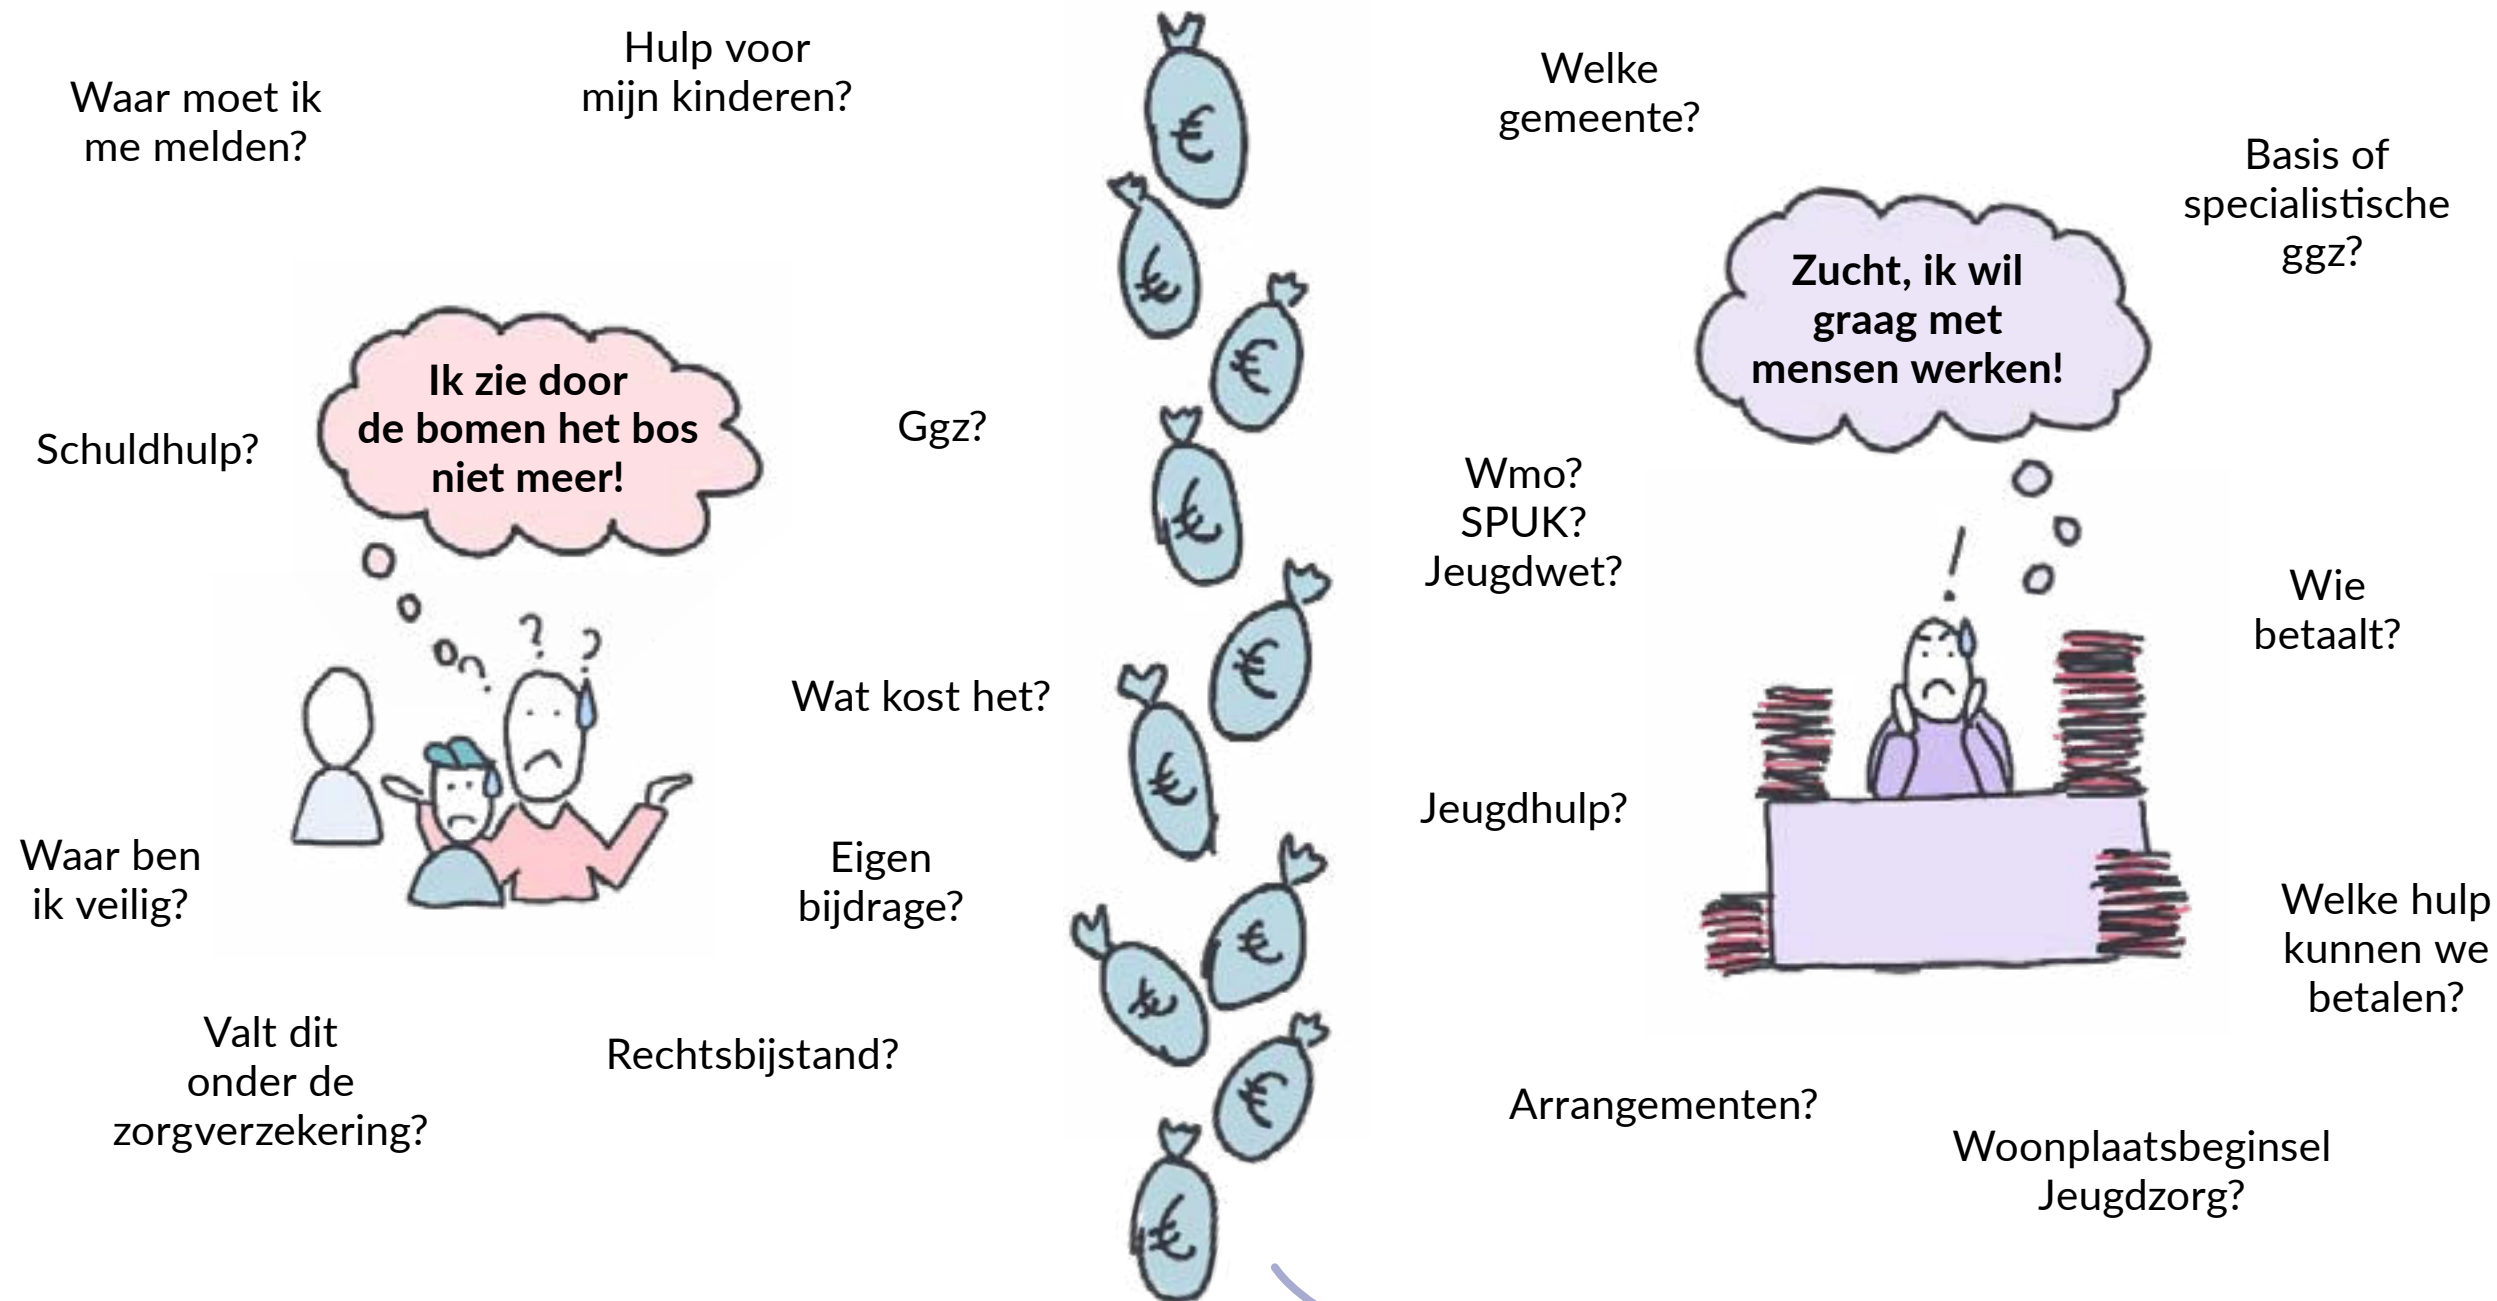 Waar moet ik
me melden?
Hulp voor
mijn kinderen?
Ik zie door
de bomen het bos
niet meer!
Schuldhulp?
Ggz?
Wat kost het?
Waar ben
ik veilig?
Eigen
bijdrage?
Valt dit
onder de
zorgverzekering?
Rechtsbijstand?
? ? ?
€
€
€
€
€
€
€
€
€
€
Welke
gemeente?
Basis of
specialistische
ggz?
Zucht, ik wil
graag met
mensen werken!
Wmo?
SPUK?
Jeugdwet?
!
Wie
betaalt?
Jeugdhulp?
Welke hulp
kunnen we
betalen?
Arrangementen?
Woonplaatsbeginsel
Jeugdzorg?